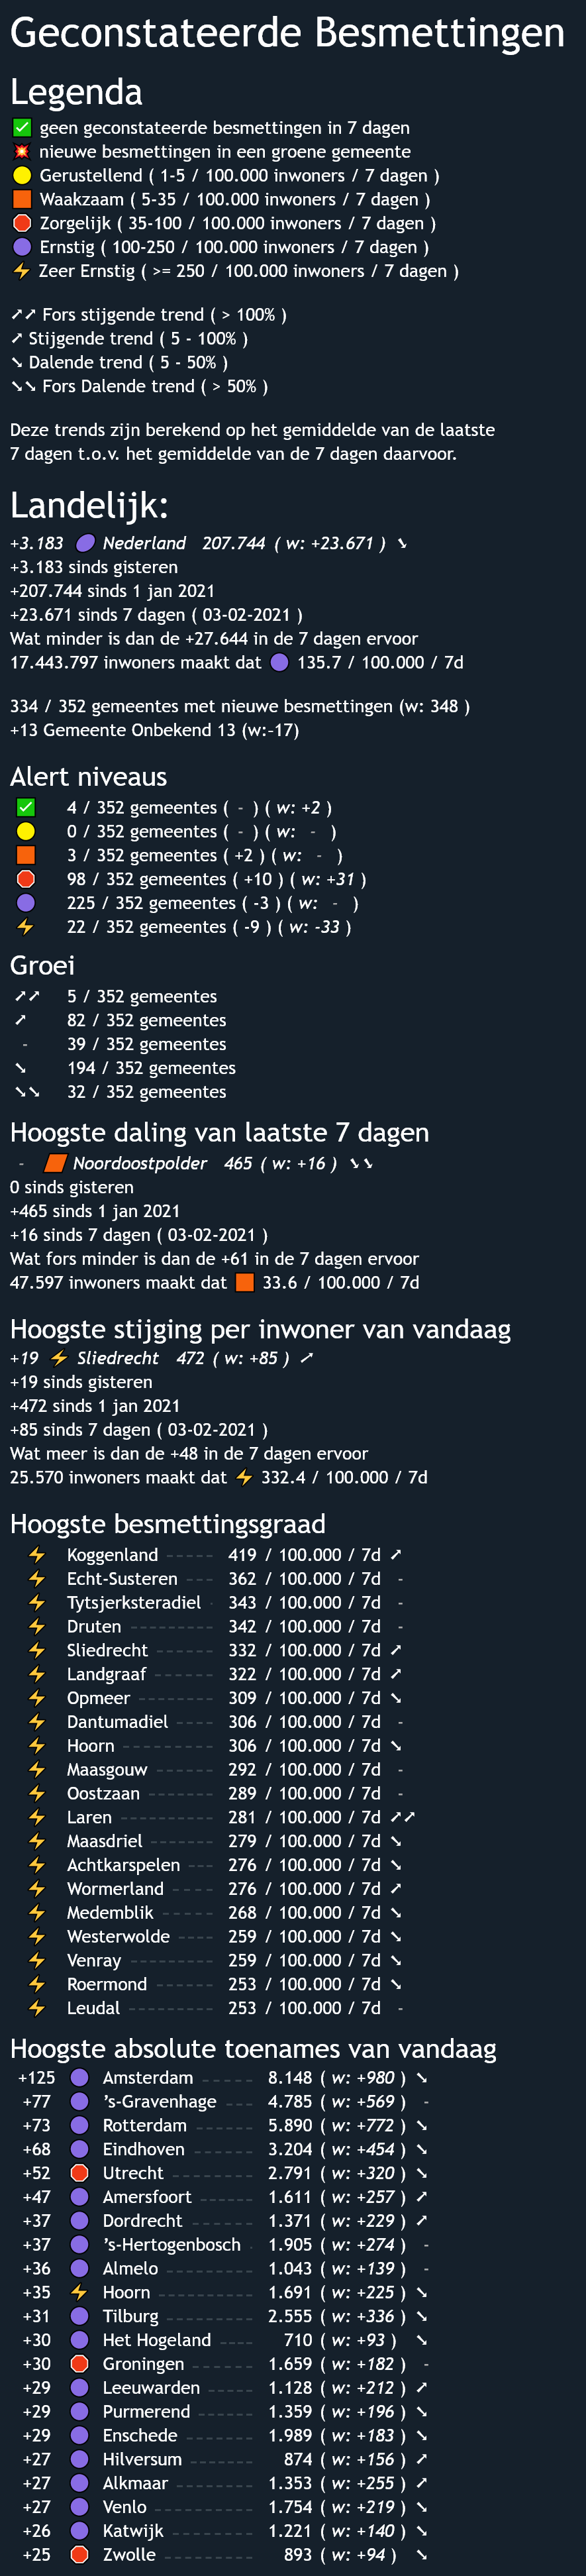 Geconstateerde Besmettingen
Legenda
✅ geen geconstateerde besmettingen in 7 dagen
💥 nieuwe besmettingen in een groene gemeente
🟡 Gerustellend ( 1-5 / 100.000 inwoners / 7 dagen )
🟧 Waakzaam ( 5-35 / 100.000 inwoners / 7 dagen )
🛑 Zorgelijk ( 35-100 / 100.000 inwoners / 7 dagen )
🟣 Ernstig ( 100-250 / 100.000 inwoners / 7 dagen )
⚡ Zeer Ernstig ( >= 250 / 100.000 inwoners / 7 dagen )
➚➚ Fors stijgende trend ( > 100% )
➚ Stijgende trend ( 5 - 100% )
➘ Dalende trend ( 5 - 50% )
➘➘ Fors Dalende trend ( > 50% )
Deze trends zijn berekend op het gemiddelde van de laatste
7 dagen t.o.v. het gemiddelde van de 7 dagen daarvoor.
Landelijk:
+3.183 🟣 Nederland 207.744 ( w: +23.671 ) ➘
+3.183 sinds gisteren
+207.744 sinds 1 jan 2021
+23.671 sinds 7 dagen ( 03-02-2021 )
Wat minder is dan de +27.644 in de 7 dagen ervoor
17.443.797 inwoners maakt dat 🟣 135.7 / 100.000 / 7d
334 / 352 gemeentes met nieuwe besmettingen (w: 348 )
+13 Gemeente Onbekend 13 (w:-17)
Alert niveaus
✅ 4 / 352 gemeentes ( - ) ( w: +2 )
🟡 0 / 352 gemeentes ( - ) ( w: - )
🟧 3 / 352 gemeentes ( +2 ) ( w: - )
🛑 98 / 352 gemeentes ( +10 ) ( w: +31 )
🟣 225 / 352 gemeentes ( -3 ) ( w: - )
⚡ 22 / 352 gemeentes ( -9 ) ( w: -33 )
Groei
➚➚ 5 / 352 gemeentes
➚ 82 / 352 gemeentes
- 39 / 352 gemeentes
➘ 194 / 352 gemeentes
➘➘ 32 / 352 gemeentes
Hoogste daling van laatste 7 dagen
- 🟧 Noordoostpolder 465 ( w: +16 ) ➘➘
0 sinds gisteren
+465 sinds 1 jan 2021
+16 sinds 7 dagen ( 03-02-2021 )
Wat fors minder is dan de +61 in de 7 dagen ervoor
47.597 inwoners maakt dat 🟧 33.6 / 100.000 / 7d
Hoogste stijging per inwoner van vandaag
+19 ⚡ Sliedrecht 472 ( w: +85 ) ➚
+19 sinds gisteren
+472 sinds 1 jan 2021
+85 sinds 7 dagen ( 03-02-2021 )
Wat meer is dan de +48 in de 7 dagen ervoor
25.570 inwoners maakt dat ⚡ 332.4 / 100.000 / 7d
Hoogste besmettingsgraad
⚡ Koggenland ----- 419 / 100.000 / 7d ➚
⚡ Echt-Susteren ---- 362 / 100.000 / 7d -
⚡ Tytsjerksteradiel - 343 / 100.000 / 7d -
⚡ Druten -------- 342 / 100.000 / 7d -
⚡ Sliedrecht ------ 332 / 100.000 / 7d ➚
⚡ Landgraaf ------ 322 / 100.000 / 7d ➚
⚡ Opmeer ------- 309 / 100.000 / 7d ➘
⚡ Dantumadiel ---- 306 / 100.000 / 7d -
⚡ Hoorn --------- 306 / 100.000 / 7d ➘
⚡ Maasgouw ------ 292 / 100.000 / 7d -
⚡ Oostzaan ------ 289 / 100.000 / 7d -
⚡ Laren --------- 281 / 100.000 / 7d ➚➚
⚡ Maasdriel ------ 279 / 100.000 / 7d ➘
⚡ Achtkarspelen --- 276 / 100.000 / 7d ➘
⚡ Wormerland ---- 276 / 100.000 / 7d ➚
⚡ Medemblik ----- 268 / 100.000 / 7d ➘
⚡ Westerwolde ---- 259 / 100.000 / 7d ➘
⚡ Venray -------- 259 / 100.000 / 7d ➘
⚡ Roermond ------ 253 / 100.000 / 7d ➘
⚡ Leudal -------- 253 / 100.000 / 7d -
Hoogste absolute toenames van vandaag
+125 🟣 Amsterdam ------ 8.148 ( w: +980 ) ➘
+77 🟣 's-Gravenhage ---- 4.785 ( w: +569 ) -
+73 🟣 Rotterdam ------ 5.890 ( w: +772 ) ➘
+68 🟣 Eindhoven ------- 3.204 ( w: +454 ) ➘
+52 🛑 Utrecht --------- 2.791 ( w: +320 ) ➘
+47 🟣 Amersfoort ------ 1.611 ( w: +257 ) ➚
+37 🟣 Dordrecht ------- 1.371 ( w: +229 ) ➚
+37 🟣 's-Hertogenbosch - 1.905 ( w: +274 ) -
+36 🟣 Almelo --------- 1.043 ( w: +139 ) -
+35 ⚡ Hoorn ---------- 1.691 ( w: +225 ) ➘
+31 🟣 Tilburg --------- 2.555 ( w: +336 ) ➘
+30 🟣 Het Hogeland ---- 710 ( w: +93 ) ➘
+30 🛑 Groningen ------- 1.659 ( w: +182 ) -
+29 🟣 Leeuwarden ----- 1.128 ( w: +212 ) ➚
+29 🟣 Purmerend ------ 1.359 ( w: +196 ) ➘
+29 🟣 Enschede ------- 1.989 ( w: +183 ) ➘
+27 🟣 Hilversum ------- 874 ( w: +156 ) ➚
+27 🟣 Alkmaar -------- 1.353 ( w: +255 ) ➚
+27 🟣 Venlo ---------- 1.754 ( w: +219 ) ➘
+26 🟣 Katwijk --------- 1.221 ( w: +140 ) ➘
+25 🛑 Zwolle --------- 893 ( w: +94 ) ➘